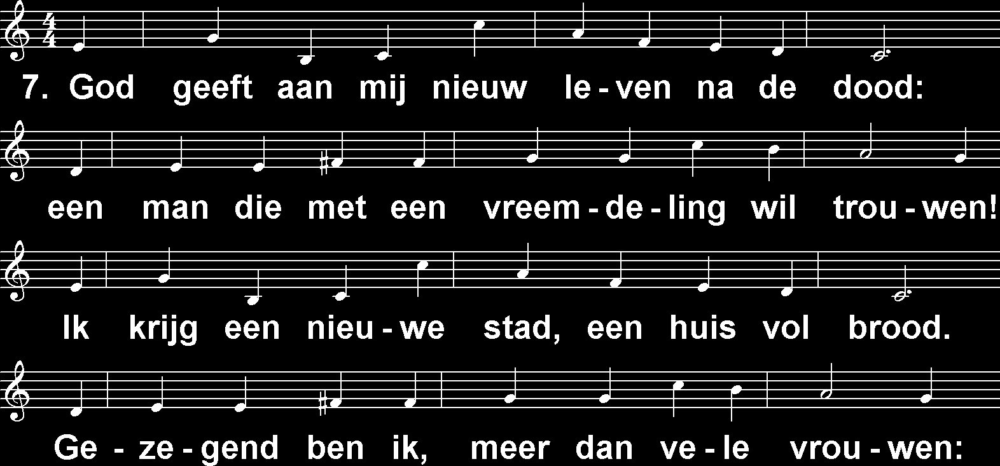 7. God geeft aan mij nieuw le - ven na de dood:
een man die met een vreem - de - ling wil trou - wen!
Ik krijg een nieu - we stad, een huis vol brood.
Ge - ze - gend ben ik, meer dan ve - le vrou - wen: